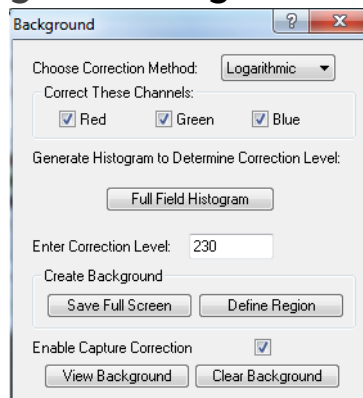 Background
Choose Correction Method: Logarithmic
Correct These Channels:
Red Green Blue
Generate Histogram to Determine Correction Level:
Full Field Histogram
Enter Correction Level: 230
Create Background
Save Full Screen Define Region
Enable Capture Correction
View Background Clear Background